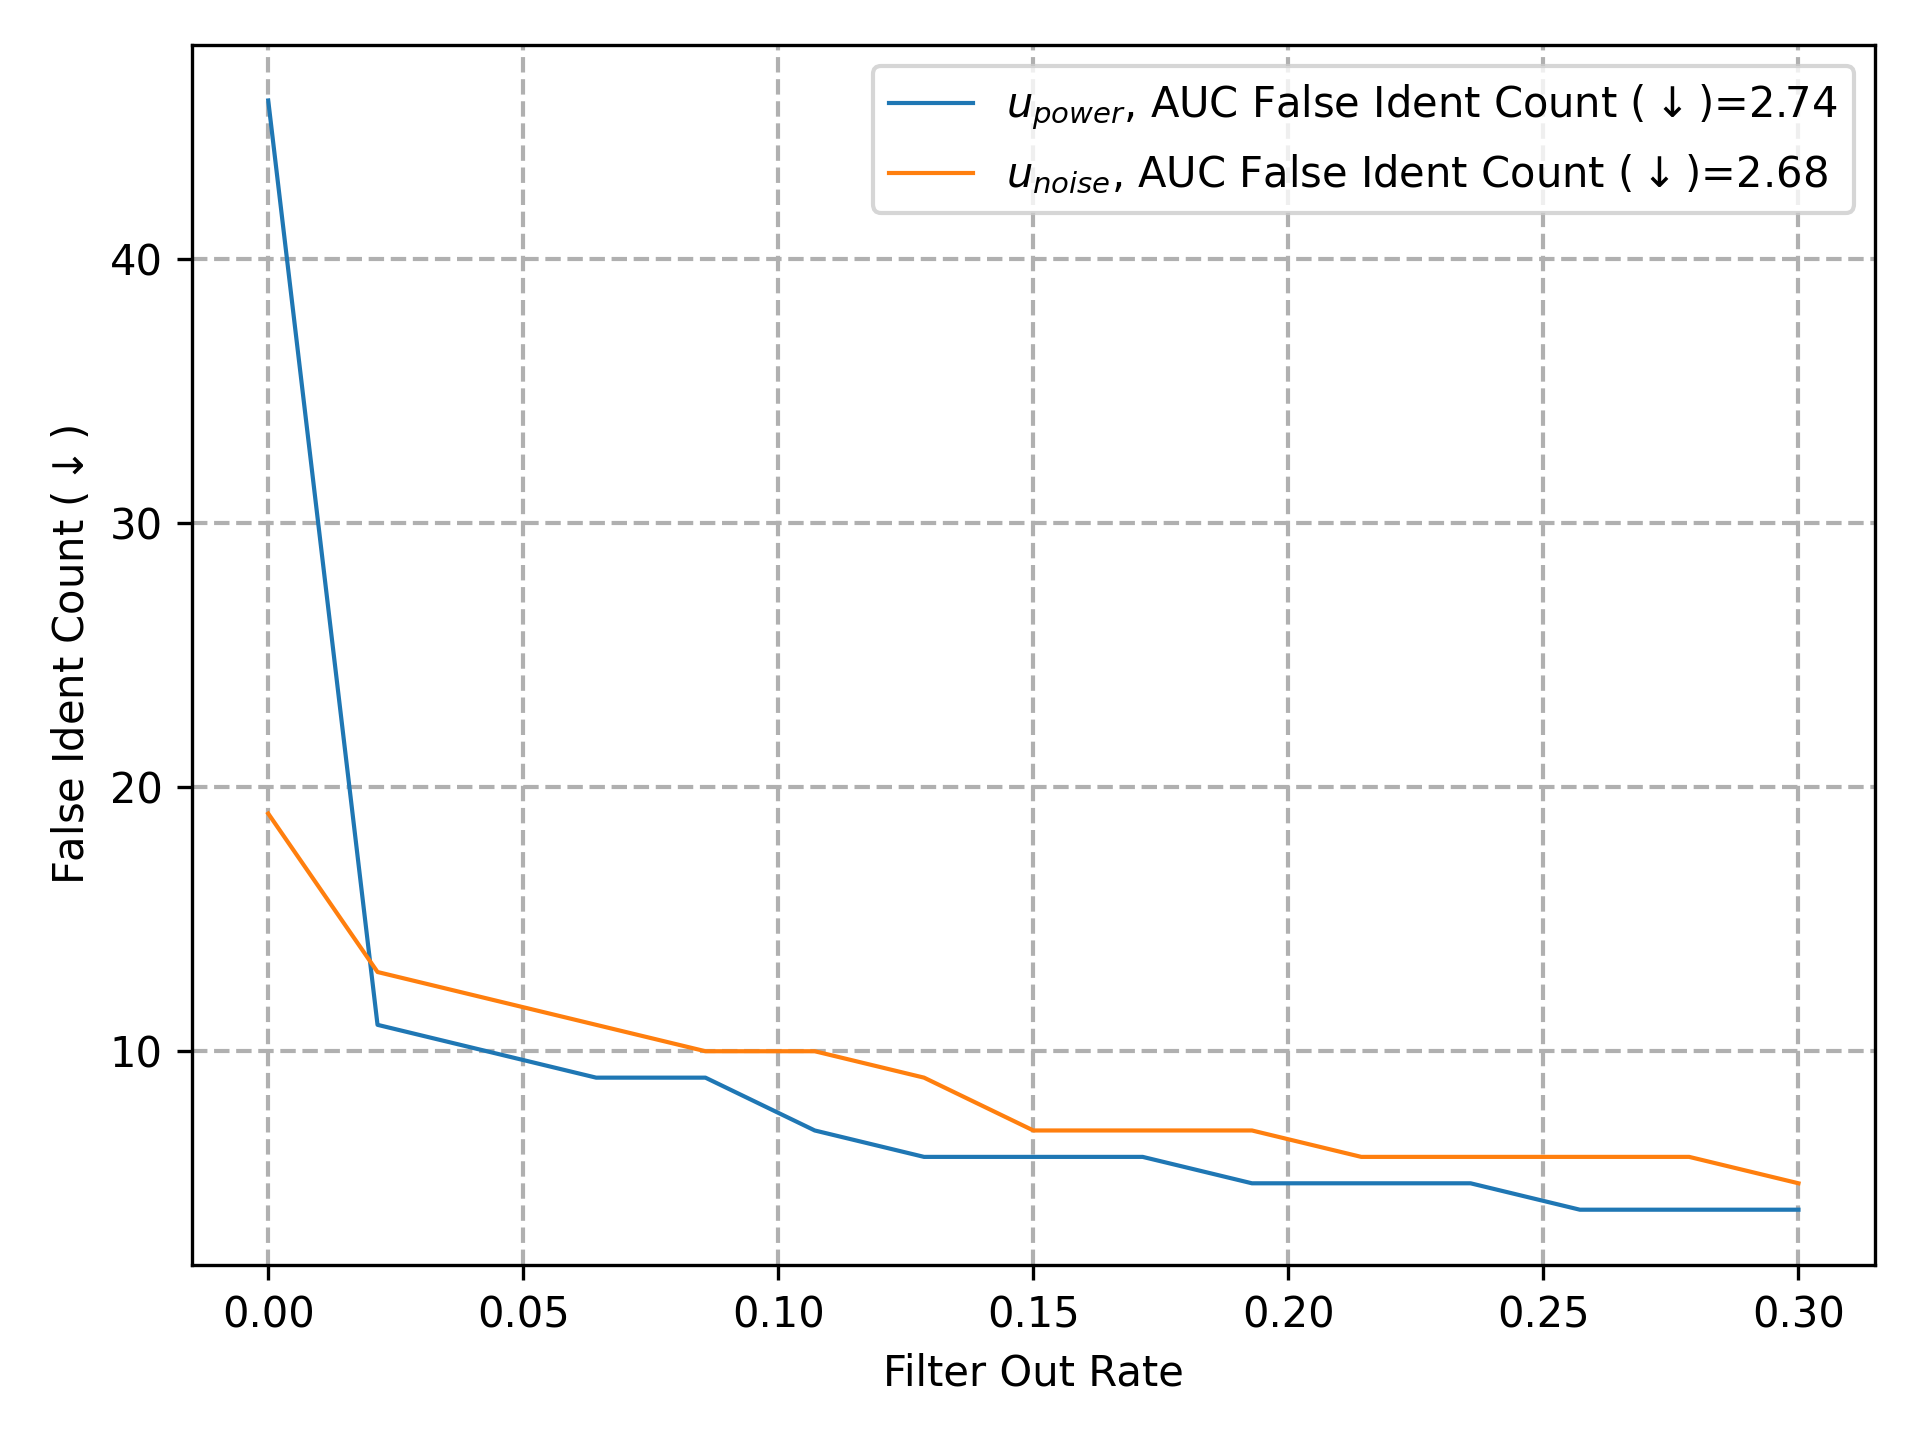 u_power, AUC False Ident Count (↓)=2.74
u_noise, AUC False Ident Count (↓)=2.68
False Ident Count (↓)
40
30
20
10
0.00 0.05 0.10 0.15 0.20 0.25 0.30
Filter Out Rate